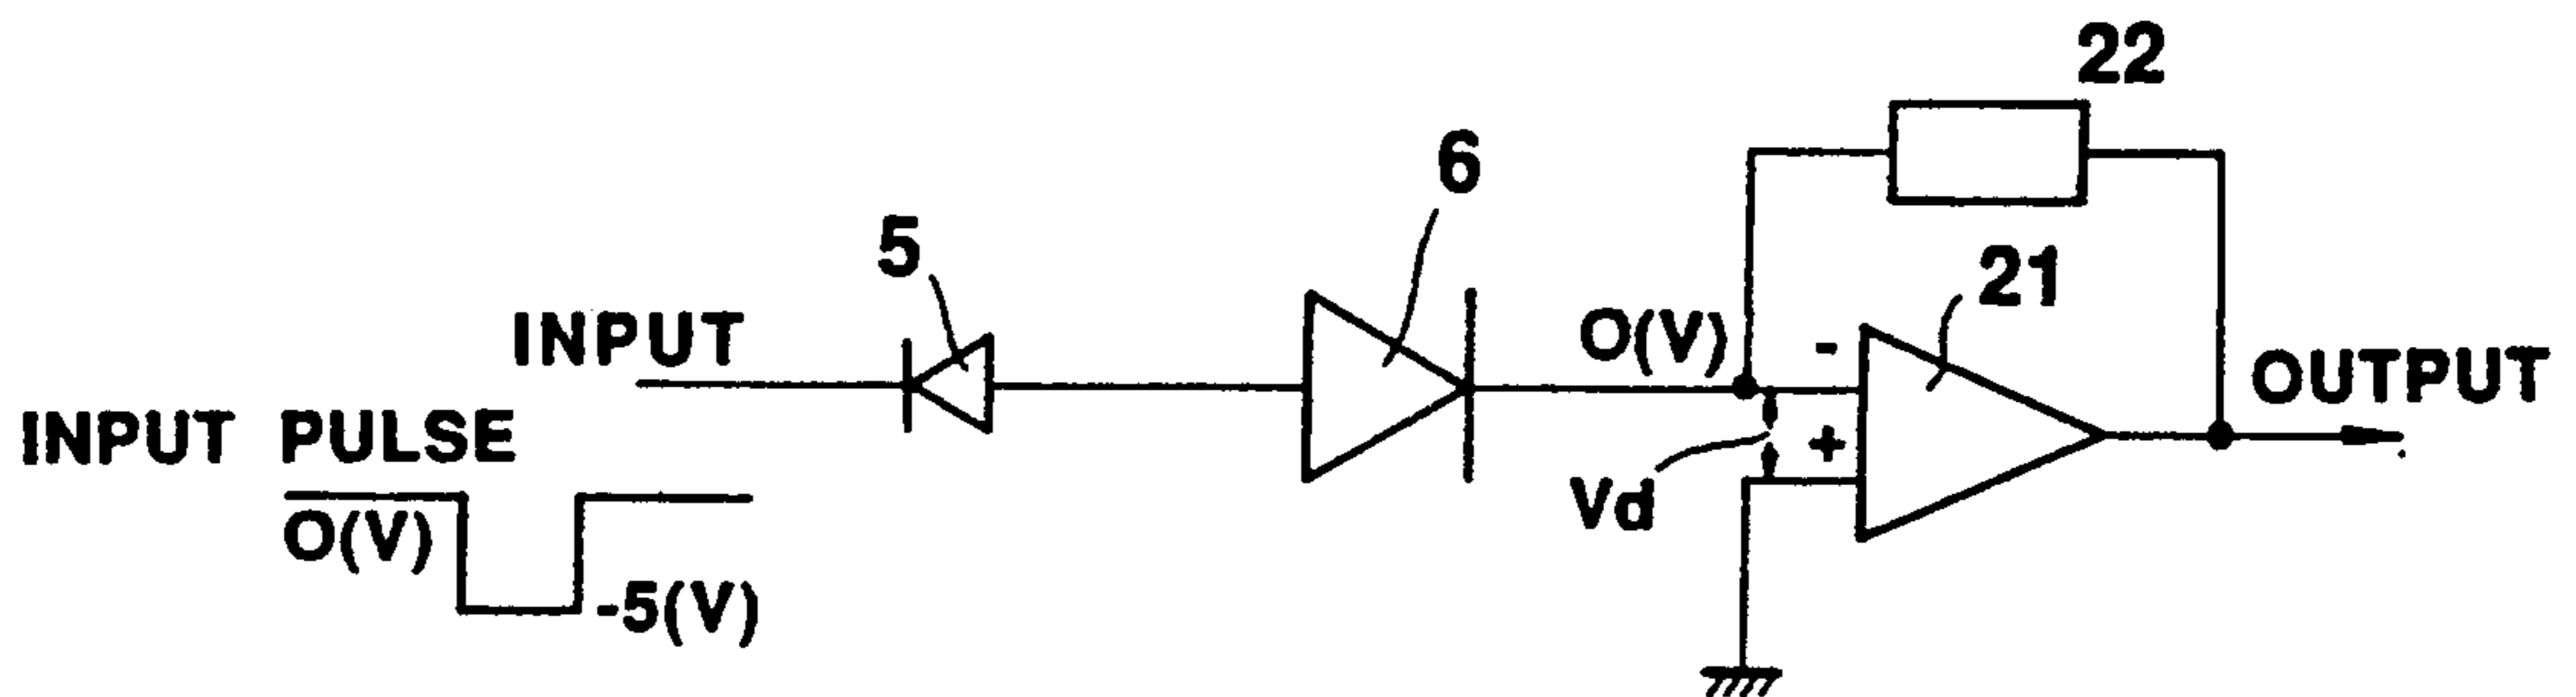 22
6
5
21
INPUT
O(V)
-
OUTPUT
INPUT PULSE
+
Vd
O(V)
-5(V)